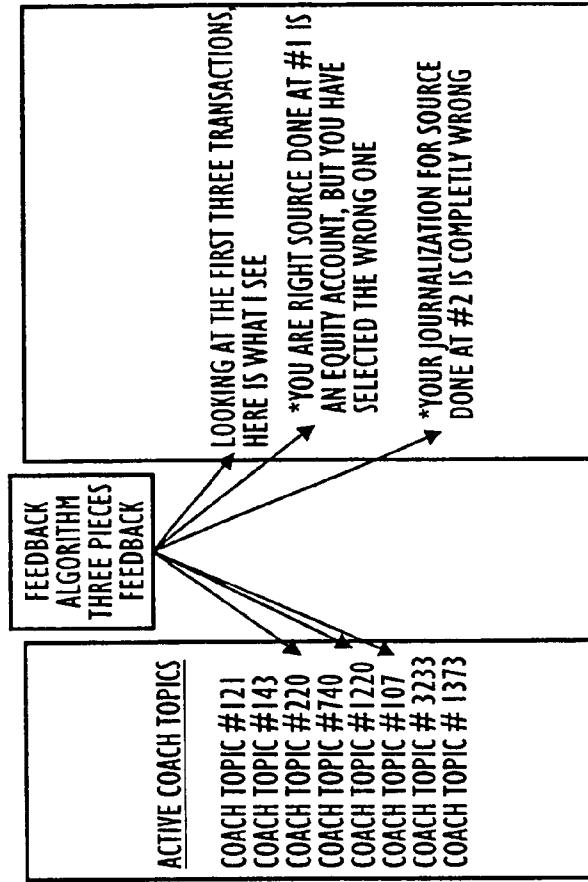 ACTIVE COACH TOPICS
COACH TOPIC #121
COACH TOPIC #143
COACH TOPIC #220
COACH TOPIC #740
COACH TOPIC #1220
COACH TOPIC #107
COACH TOPIC # 3233
COACH TOPIC # 1373
FEEDBACK
ALGORITHM
THREE PIECES
FEEDBACK
LOOKING AT THE FIRST THREE TRANSACTIONS,
HERE IS WHAT I SEE
*YOU ARE RIGHT SOURCE DONE AT #1 IS
AN EQUITY ACCOUNT, BUT YOU HAVE
SELECTED THE WRONG ONE
*YOUR JOURNALIZATION FOR SOURCE
DONE AT #2 IS COMPLETLY WRONG